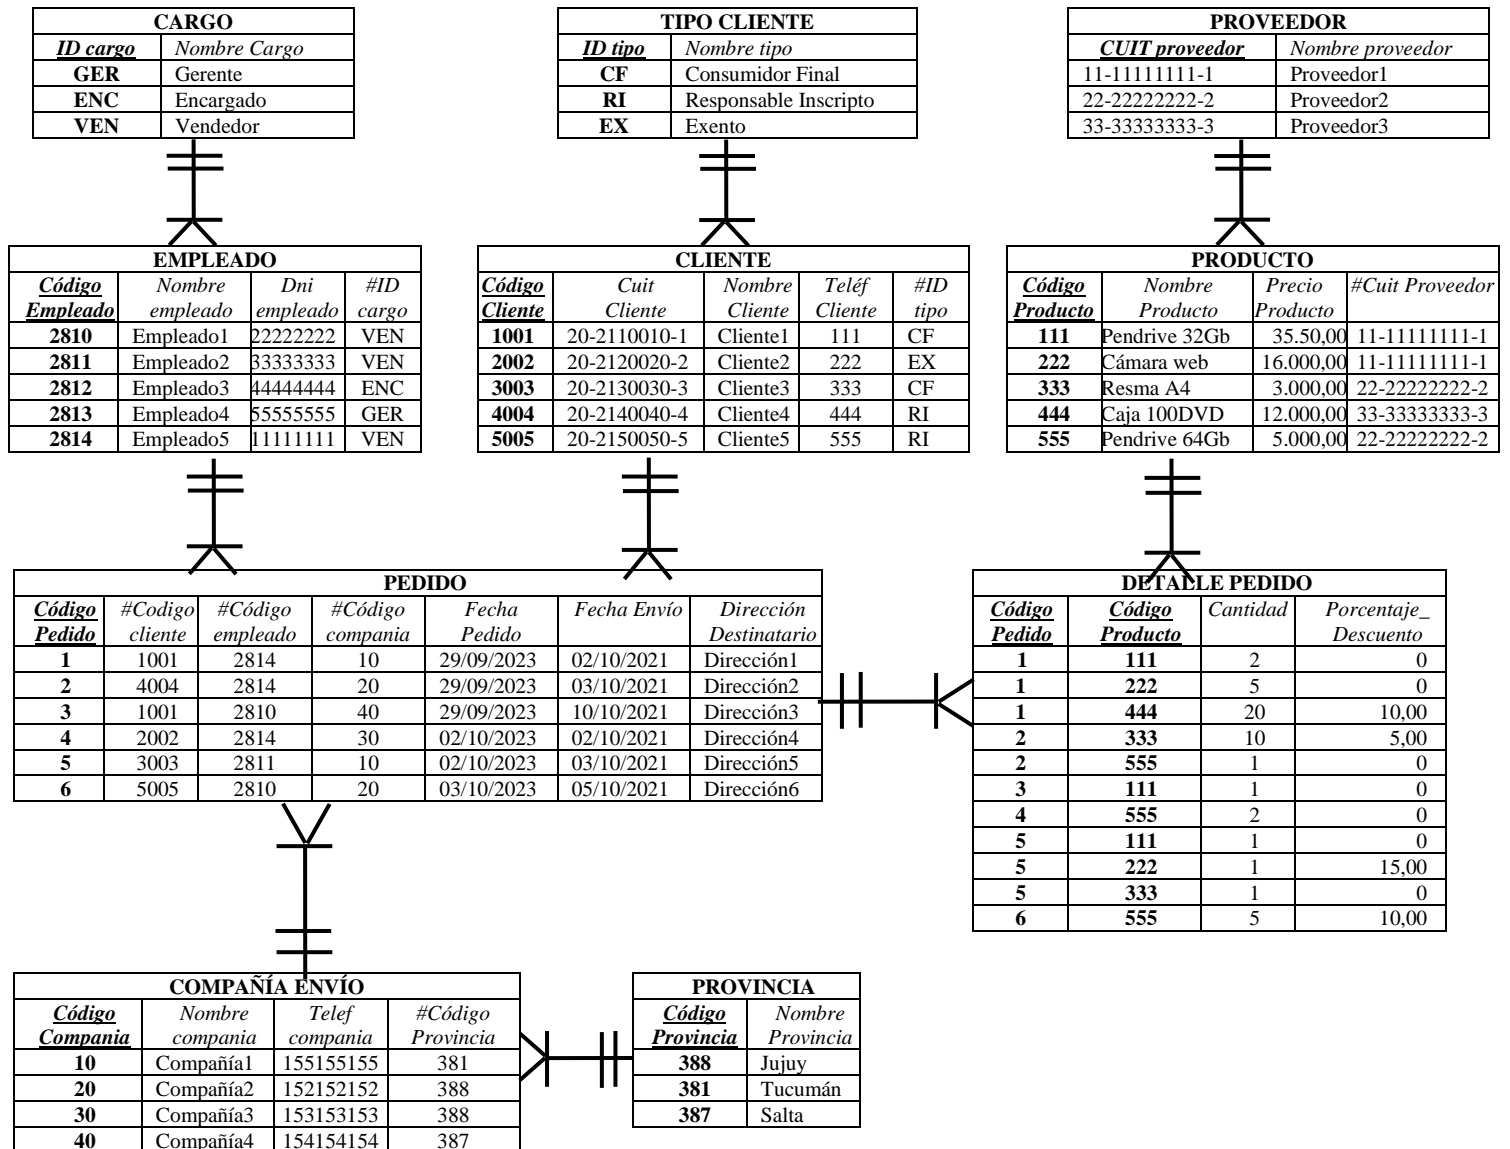 CARGO
ID cargo Nombre Cargo
GER Gerente
ENC Encargado
VEN Vendedor
TIPO CLIENTE
ID tipo Nombre tipo
CF Consumidor Final
RI Responsable Inscripto
EX Exento
PROVEEDOR
CUIT proveedor Nombre proveedor
11-11111111-1 Proveedor1
22-22222222-2 Proveedor2
33-33333333-3 Proveedor3
EMPLEADO
Código Nombre Dni #ID
Empleado empleado empleado cargo
2810 Empleado1 22222222 VEN
2811 Empleado2 33333333 VEN
2812 Empleado3 44444444 ENC
2813 Empleado4 55555555 GER
2814 Empleado5 11111111 VEN
CLIENTE
Código Cuit Nombre Teléf #ID
Cliente Cliente Cliente Cliente tipo
1001 20-2110010-1 Cliente1 111 CF
2002 20-2120020-2 Cliente2 222 EX
3003 20-2130030-3 Cliente3 333 CF
4004 20-2140040-4 Cliente4 444 RI
5005 20-2150050-5 Cliente5 555 RI
PRODUCTO
Código Nombre Precio #Cuit Proveedor
Producto Producto Producto
111 Pendrive 32Gb 35.50,00 11-11111111-1
222 Cámara web 16.000,00 11-11111111-1
333 Resma A4 3.000,00 22-22222222-2
444 Caja 100DVD 12.000,00 33-33333333-3
555 Pendrive 64Gb 5.000,00 22-22222222-2
PEDIDO
Código #Codigo #Código #Código Fecha Fecha Envío Dirección
Pedido cliente empleado compania Pedido Destinatario
1 1001 2814 10 29/09/2023 02/10/2021 Dirección1
2 4004 2814 20 29/09/2023 03/10/2021 Dirección2
3 1001 2810 40 29/09/2023 10/10/2021 Dirección3
4 2002 2814 30 02/10/2023 02/10/2021 Dirección4
5 3003 2811 10 02/10/2023 03/10/2021 Dirección5
6 5005 2810 20 03/10/2023 05/10/2021 Dirección6
DETALLE PEDIDO
Código Código Cantidad Porcentaje_
Pedido Producto Descuento
1 111 2 0
1 222 5 0
1 444 20 10,00
2 333 10 5,00
2 555 1 0
3 111 1 0
4 555 2 0
5 111 1 0
5 222 1 15,00
5 333 1 0
6 555 5 10,00
COMPAÑÍA ENVÍO
Código Nombre Telef #Código
Compania compania compania Provincia
10 Compañía1 155155155 381
20 Compañía2 152152152 388
30 Compañía3 153153153 388
40 Compañía4 154154154 387
PROVINCIA
Código Nombre
Provincia Provincia
388 Jujuy
381 Tucumán
387 Salta